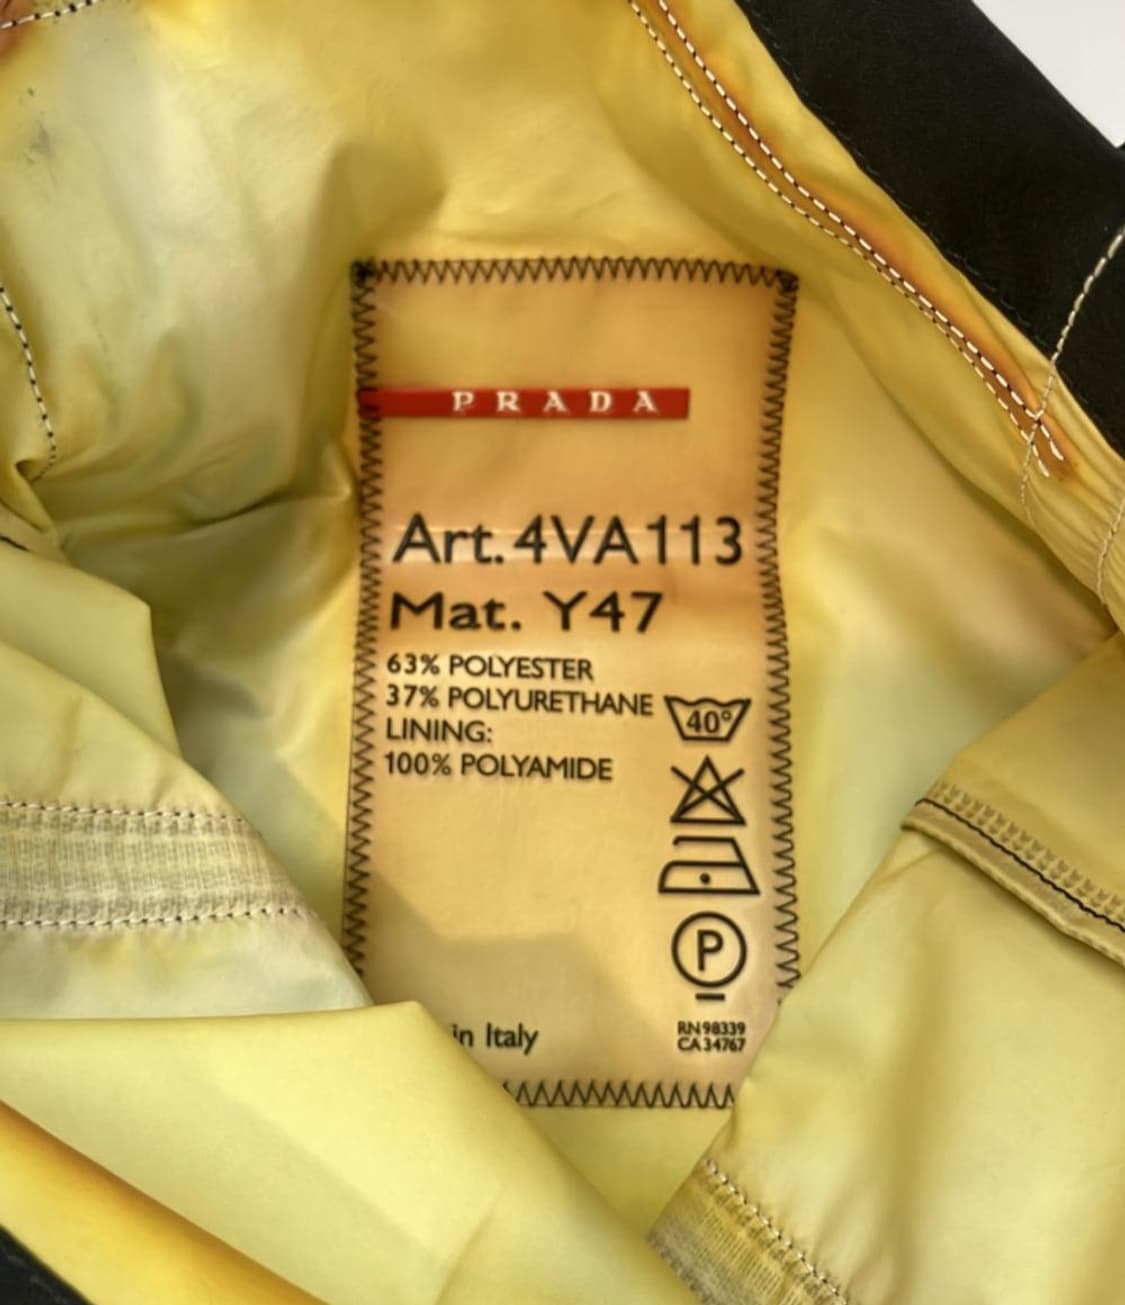 PRADA
Art. 4VA113
Mat. Y47
63% POLYESTER
37% POLYURETHANE
LINING:
100% POLYAMIDE
40°
P
in Italy
RN 98339
CA 34767